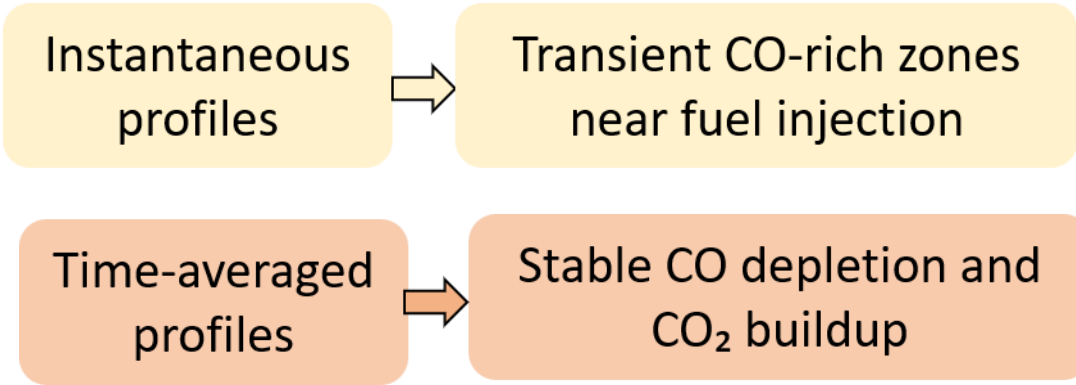 Instantaneous
profiles
Transient CO-rich zones
near fuel injection
Time-averaged
profiles
Stable CO depletion and
CO₂ buildup